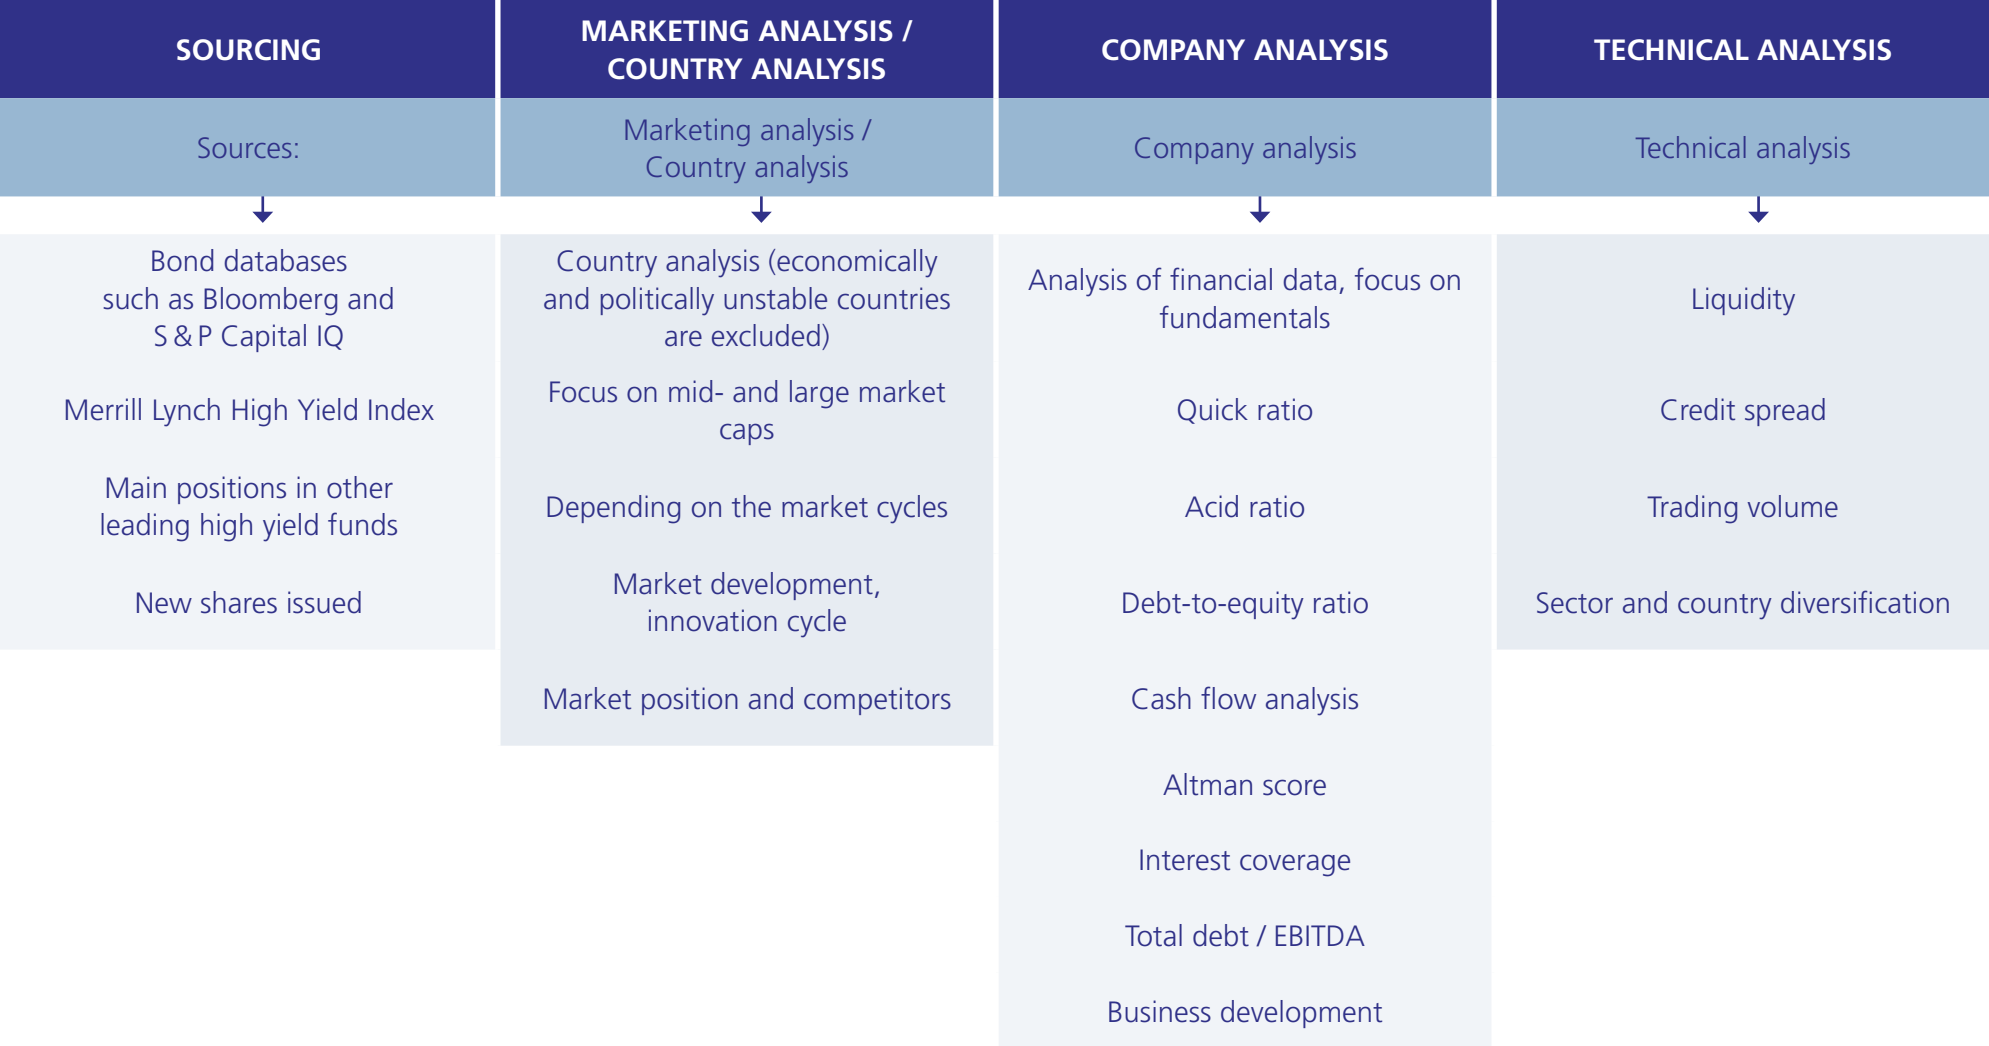 SOURCING
MARKETING ANALYSIS /
COUNTRY ANALYSIS
COMPANY ANALYSIS
TECHNICAL ANALYSIS
Sources:
Marketing analysis /
Country analysis
Company analysis
Technical analysis
Bond databases
such as Bloomberg and
S & P Capital IQ
Merrill Lynch High Yield Index
Main positions in other
leading high yield funds
New shares issued
Country analysis (economically
and politically unstable countries
are excluded)
Focus on mid- and large market
caps
Depending on the market cycles
Market development,
innovation cycle
Market position and competitors
Analysis of financial data, focus on
fundamentals
Quick ratio
Acid ratio
Debt-to-equity ratio
Cash flow analysis
Altman score
Interest coverage
Total debt / EBITDA
Business development
Liquidity
Credit spread
Trading volume
Sector and country diversification